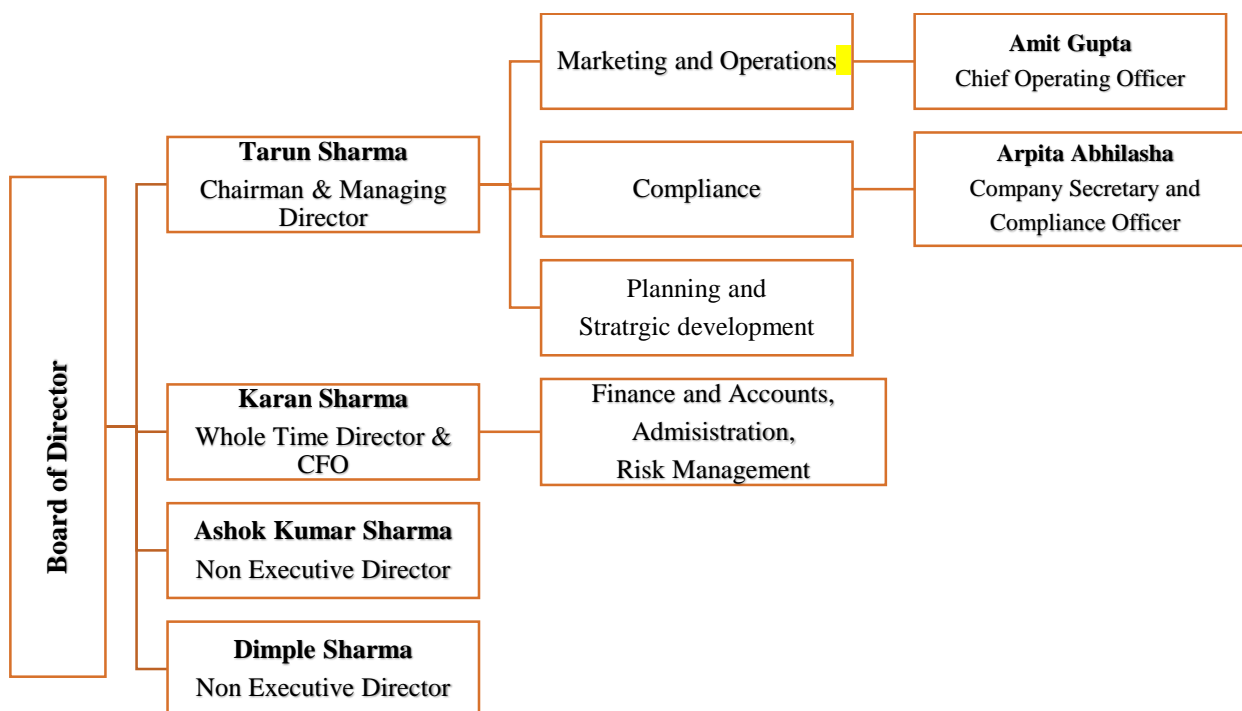 Board of Director
Tarun Sharma
Chairman & Managing
Director
Marketing and Operations
Amit Gupta
Chief Operating Officer
Compliance
Arpita Abhilasha
Company Secretary and
Compliance Officer
Planning and
Stratrgic development
Karan Sharma
Whole Time Director &
CFO
Finance and Accounts,
Admisistration,
Risk Management
Ashok Kumar Sharma
Non Executive Director
Dimple Sharma
Non Executive Director